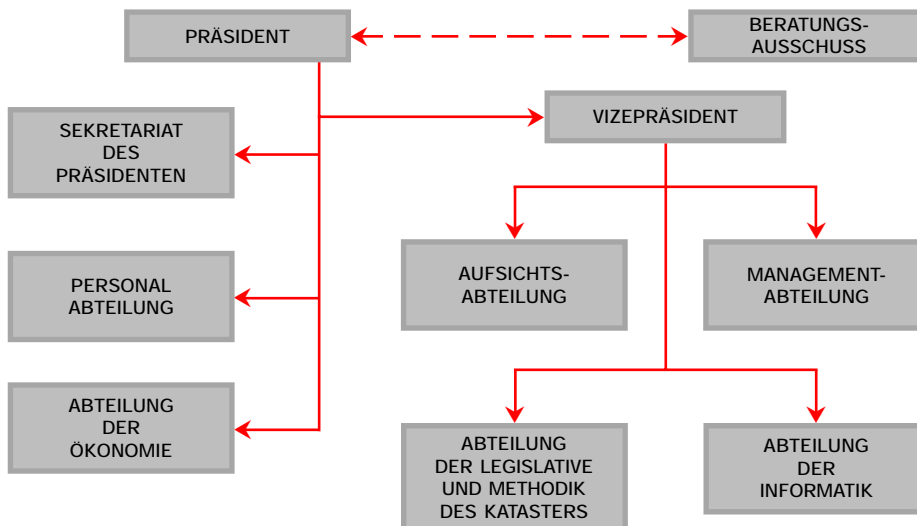 PRÄSIDENT
BERATUNGS-
AUSSCHUSS
SEKRETARIAT
DES
PRÄSIDENTEN
VIZEPRÄSIDENT
PERSONAL
ABTEILUNG
AUFSICHTS-
ABTEILUNG
MANAGEMENT-
ABTEILUNG
ABTEILUNG
DER
ÖKONOMIE
ABTEILUNG
DER LEGISLATIVE
UND METHODIK
DES KATASTERS
ABTEILUNG
DER
INFORMATIK